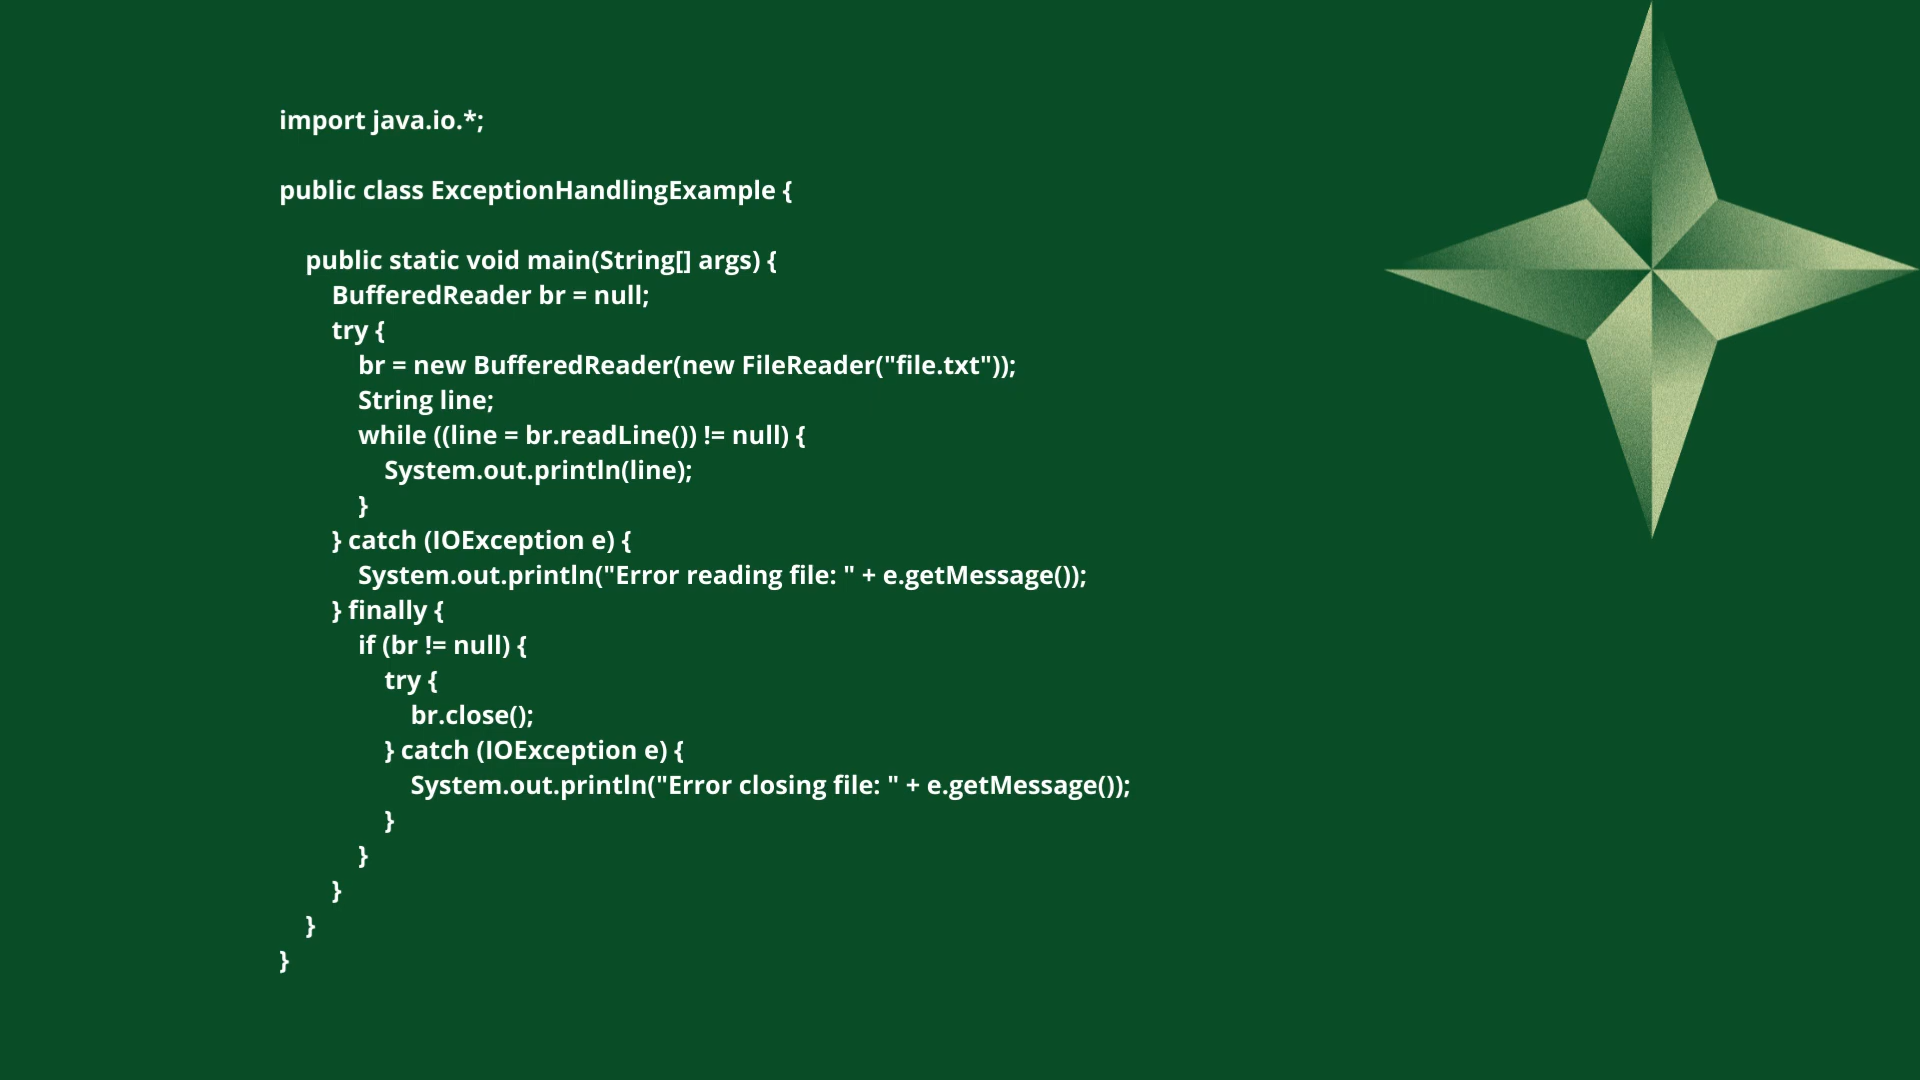 import java.io.*;
public class ExceptionHandlingExample {
public static void main(String[] args) {
BufferedReader br = null;
try {
br = new BufferedReader(new FileReader("file.txt"));
String line;
while ((line = br.readLine()) != null) {
System.out.println(line);
}
} catch (IOException e) {
System.out.println("Error reading file: " + e.getMessage());
} finally {
if (br != null) {
try {
br.close();
} catch (IOException e) {
System.out.println("Error closing file: " + e.getMessage());
}
}
}
}
}